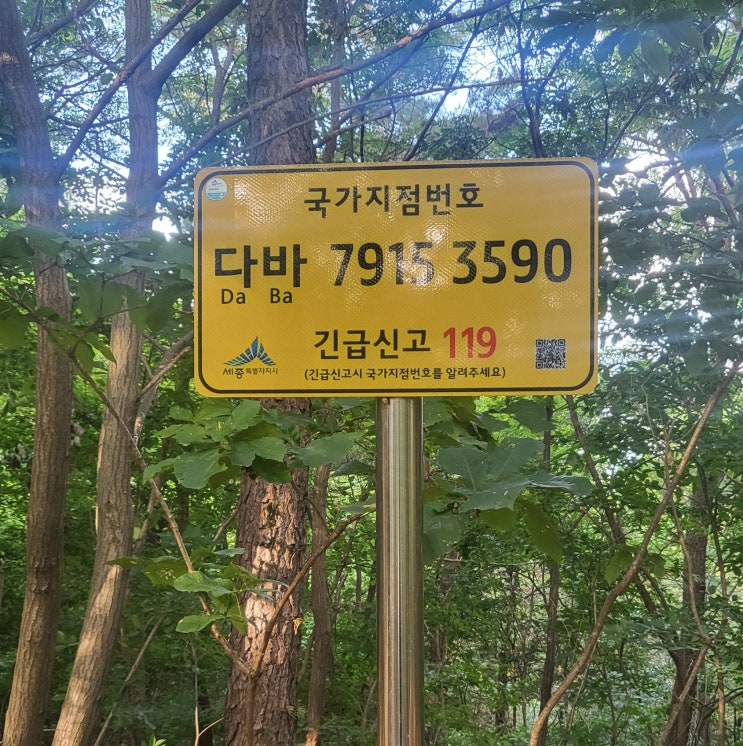 국가지점번호
다바 7915 3590
Da Ba
긴급신고 119
세종특별자치시
(긴급신고시 국가지점번호를 알려주세요)